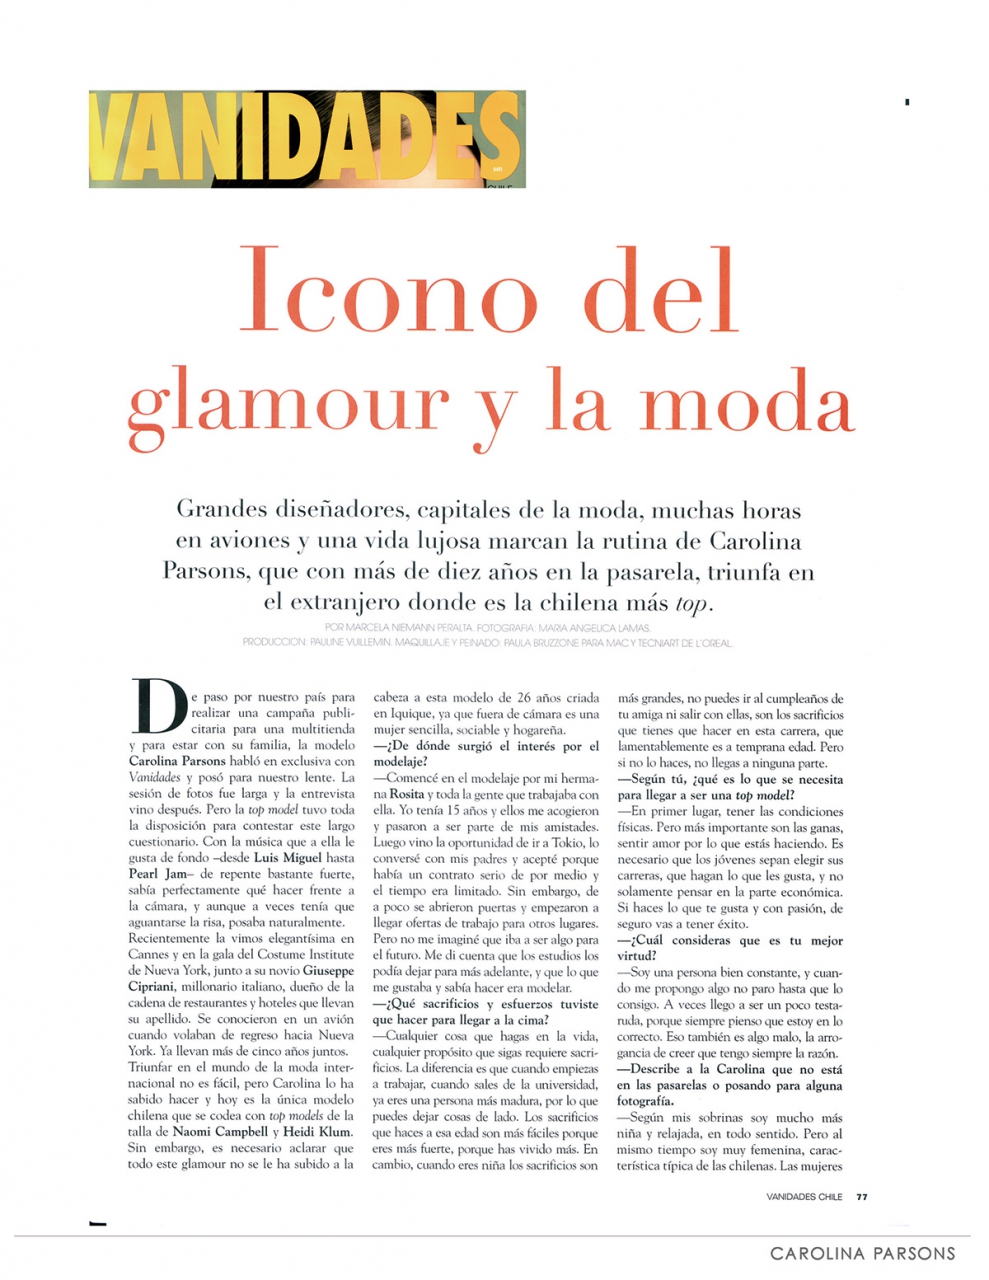 VANIDADES
CHILE
Icono del
glamour y la moda
Grandes diseñadores, capitales de la moda, muchas horas
en aviones y una vida lujosa marcan la rutina de Carolina
Parsons, que con más de diez años en la pasarela, triunfa en
el extranjero donde es la chilena más top.
POR MARCELA NIEMANN PERALTA. FOTOGRAFIA: MARIA ANGELICA LAMAS.
PRODUCCION: PAULINE VUILLEMIN. MAQUILLAJE Y PEINADO: PAULA BRUZZONE PARA MAC Y TECNIART DE L'OREAL.
De paso por nuestro país para
realizar una campaña publi-
citaria para una multitienda
y para estar con su familia, la modelo
Carolina Parsons habló en exclusiva con
Vanidades y posó para nuestro lente. La
sesión de fotos fue larga y la entrevista
vino después. Pero la top model tuvo toda
la disposición para contestar este largo
cuestionario. Con la música que a ella le
gusta de fondo –desde Luis Miguel hasta
Pearl Jam– de repente bastante fuerte,
sabía perfectamente qué hacer frente a
la cámara, y aunque a veces tenía que
aguantarse la risa, posaba naturalmente.
Recientemente la vimos elegantísima en
Cannes y en la gala del Costume Institute
de Nueva York, junto a su novio Giuseppe
Cipriani, millonario italiano, dueño de la
cadena de restaurantes y hoteles que llevan
su apellido. Se conocieron en un avión
cuando volaban de regreso hacia Nueva
York. Ya llevan más de cinco años juntos.
Triunfar en el mundo de la moda inter-
nacional no es fácil, pero Carolina lo ha
sabido hacer y hoy es la única modelo
chilena que se codea con top models de la
talla de Naomi Campbell y Heidi Klum.
Sin embargo, es necesario aclarar que
todo este glamour no se le ha subido a la
cabeza a esta modelo de 26 años criada
en Iquique, ya que fuera de cámara es una
mujer sencilla, sociable y hogareña.
—¿De dónde surgió el interés por el
modelaje?
—Comencé en el modelaje por mi herma-
na Rosita y toda la gente que trabajaba con
ella. Yo tenía 15 años y ellos me acogieron
y pasaron a ser parte de mis amistades.
Luego vino la oportunidad de ir a Tokio, lo
conversé con mis padres y acepté porque
había un contrato serio de por medio y
el tiempo era limitado. Sin embargo, de
a poco se abrieron puertas y empezaron a
llegar ofertas de trabajo para otros lugares.
Pero no me imaginé que iba a ser algo para
el futuro. Me di cuenta que los estudios los
podía dejar para más adelante, y que lo que
me gustaba y sabía hacer era modelar.
—¿Qué sacrificios y esfuerzos tuviste
que hacer para llegar a la cima?
—Cualquier cosa que hagas en la vida,
cualquier propósito que sigas requiere sacri-
ficios. La diferencia es que cuando empiezas
a trabajar, cuando sales de la universidad,
ya eres una persona más madura, por lo que
puedes dejar cosas de lado. Los sacrificios
que haces a esa edad son más fáciles porque
eres más fuerte, porque has vivido más. En
cambio, cuando eres niña los sacrificios son
más grandes, no puedes ir al cumpleaños de
tu amiga ni salir con ellas, son los sacrificios
que tienes que hacer en esta carrera, que
lamentablemente es a temprana edad. Pero
si no lo haces, no llegas a ninguna parte.
—Según tú, ¿qué es lo que se necesita
para llegar a ser una top model?
—En primer lugar, tener las condiciones
físicas. Pero más importante son las ganas,
sentir amor por lo que estás haciendo. Es
necesario que los jóvenes sepan elegir sus
carreras, que hagan lo que les gusta, y no
solamente pensar en la parte económica.
Si haces lo que te gusta y con pasión, de
seguro vas a tener éxito.
—¿Cuál consideras que es tu mejor
virtud?
—Soy una persona bien constante, y cuan-
do me propongo algo no paro hasta que lo
consigo. A veces llego a ser un poco testa-
ruda, porque siempre pienso que estoy en lo
correcto. Eso también es algo malo, la arro-
gancia de creer que tengo siempre la razón.
—Describe a la Carolina que no está
en las pasarelas o posando para alguna
fotografía.
—Según mis sobrinas soy mucho más
niña y relajada, en todo sentido. Pero al
mismo tiempo soy muy femenina, carac-
terística típica de las chilenas. Las mujeres
VANIDADES CHILE 77
CAROLINA PARSONS